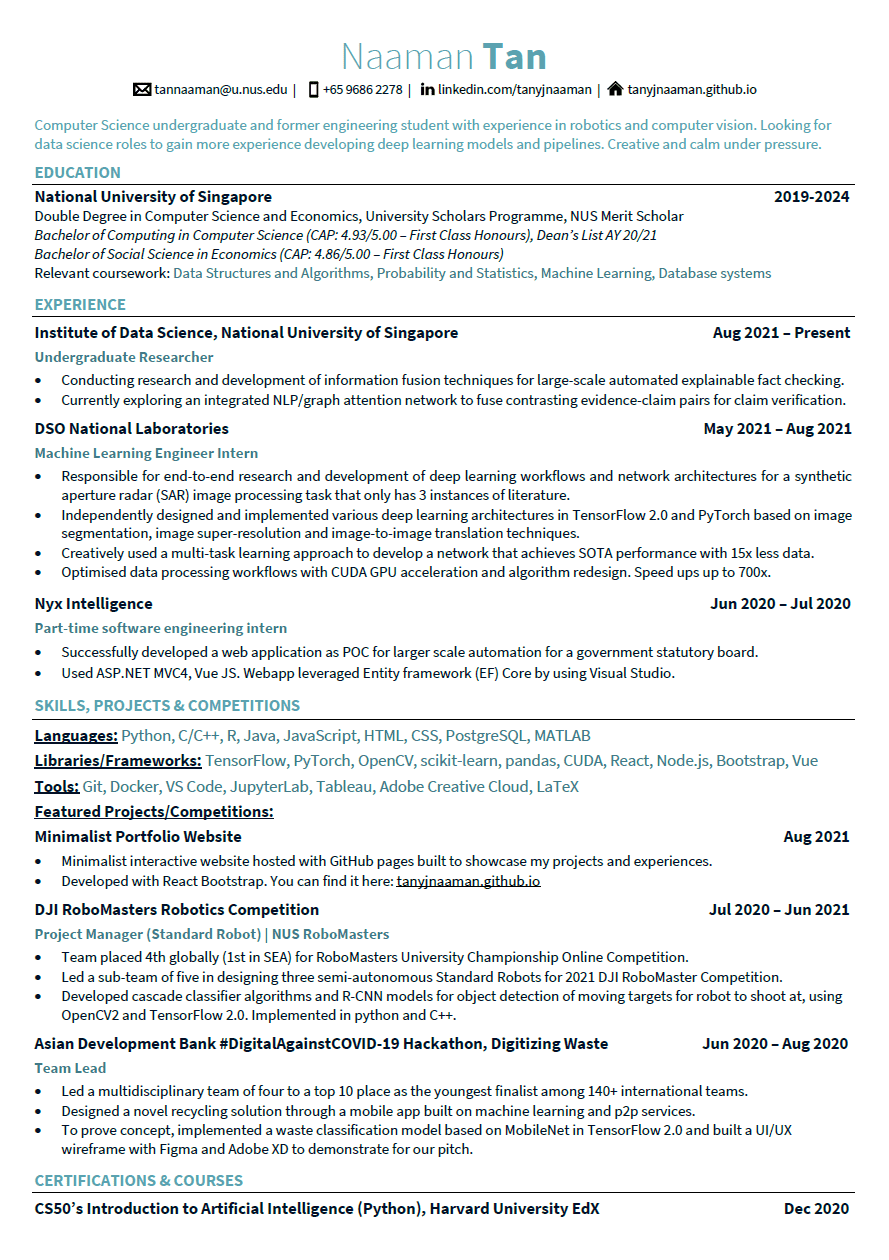 Naaman Tan
tannaaman@u.nus.edu | +65 9686 2278 | linkedin.com/tanyjnaaman | tanyjnaaman.github.io
Computer Science undergraduate and former engineering student with experience in robotics and computer vision. Looking for
data science roles to gain more experience developing deep learning models and pipelines. Creative and calm under pressure.
EDUCATION
National University of Singapore 2019-2024
Double Degree in Computer Science and Economics, University Scholars Programme, NUS Merit Scholar
Bachelor of Computing in Computer Science (CAP: 4.93/5.00 – First Class Honours), Dean's List AY 20/21
Bachelor of Social Science in Economics (CAP: 4.86/5.00 – First Class Honours)
Relevant coursework: Data Structures and Algorithms, Probability and Statistics, Machine Learning, Database systems
EXPERIENCE
Institute of Data Science, National University of Singapore Aug 2021 – Present
Undergraduate Researcher
• Conducting research and development of information fusion techniques for large-scale automated explainable fact checking.
• Currently exploring an integrated NLP/graph attention network to fuse contrasting evidence-claim pairs for claim verification.
DSO National Laboratories May 2021 – Aug 2021
Machine Learning Engineer Intern
• Responsible for end-to-end research and development of deep learning workflows and network architectures for a synthetic
aperture radar (SAR) image processing task that only has 3 instances of literature.
• Independently designed and implemented various deep learning architectures in TensorFlow 2.0 and PyTorch based on image
segmentation, image super-resolution and image-to-image translation techniques.
• Creatively used a multi-task learning approach to develop a network that achieves SOTA performance with 15x less data.
• Optimised data processing workflows with CUDA GPU acceleration and algorithm redesign. Speed ups up to 700x.
Nyx Intelligence Jun 2020 – Jul 2020
Part-time software engineering intern
• Successfully developed a web application as POC for larger scale automation for a government statutory board.
• Used ASP.NET MVC4, Vue JS. Webapp leveraged Entity framework (EF) Core by using Visual Studio.
SKILLS, PROJECTS & COMPETITIONS
Languages: Python, C/C++, R, Java, JavaScript, HTML, CSS, PostgreSQL, MATLAB
Libraries/Frameworks: TensorFlow, PyTorch, OpenCV, scikit-learn, pandas, CUDA, React, Node.js, Bootstrap, Vue
Tools: Git, Docker, VS Code, JupyterLab, Tableau, Adobe Creative Cloud, LaTeX
Featured Projects/Competitions:
Minimalist Portfolio Website Aug 2021
• Minimalist interactive website hosted with GitHub pages built to showcase my projects and experiences.
• Developed with React Bootstrap. You can find it here: tanyjnaaman.github.io
DJI RoboMasters Robotics Competition Jul 2020 – Jun 2021
Project Manager (Standard Robot) | NUS RoboMasters
• Team placed 4th globally (1st in SEA) for RoboMasters University Championship Online Competition.
• Led a sub-team of five in designing three semi-autonomous Standard Robots for 2021 DJI RoboMaster Competition.
• Developed cascade classifier algorithms and R-CNN models for object detection of moving targets for robot to shoot at, using
OpenCV2 and TensorFlow 2.0. Implemented in python and C++.
Asian Development Bank #DigitalAgainstCOVID-19 Hackathon, Digitizing Waste Jun 2020 – Aug 2020
Team Lead
• Led a multidisciplinary team of four to a top 10 place as the youngest finalist among 140+ international teams.
• Designed a novel recycling solution through a mobile app built on machine learning and p2p services.
• To prove concept, implemented a waste classification model based on MobileNet in TensorFlow 2.0 and built a UI/UX
wireframe with Figma and Adobe XD to demonstrate for our pitch.
CERTIFICATIONS & COURSES
CS50's Introduction to Artificial Intelligence (Python), Harvard University EdX Dec 2020